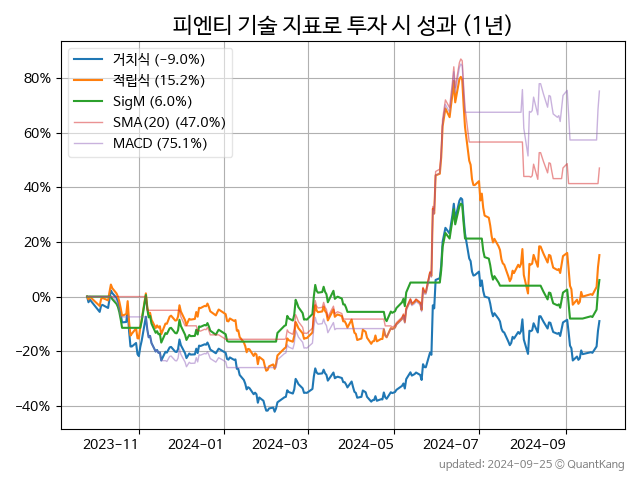 피엔티 기술 지표로 투자 시 성과 (1년)
거치식 (−9.0%)
적립식 (15.2%)
SigM (6.0%)
SMA(20) (47.0%)
MACD (75.1%)
80%
60%
40%
20%
0%
−20%
−40%
2023-11 2024-01 2024-03 2024-05 2024-07 2024-09
updated: 2024-09-25 © QuantKang